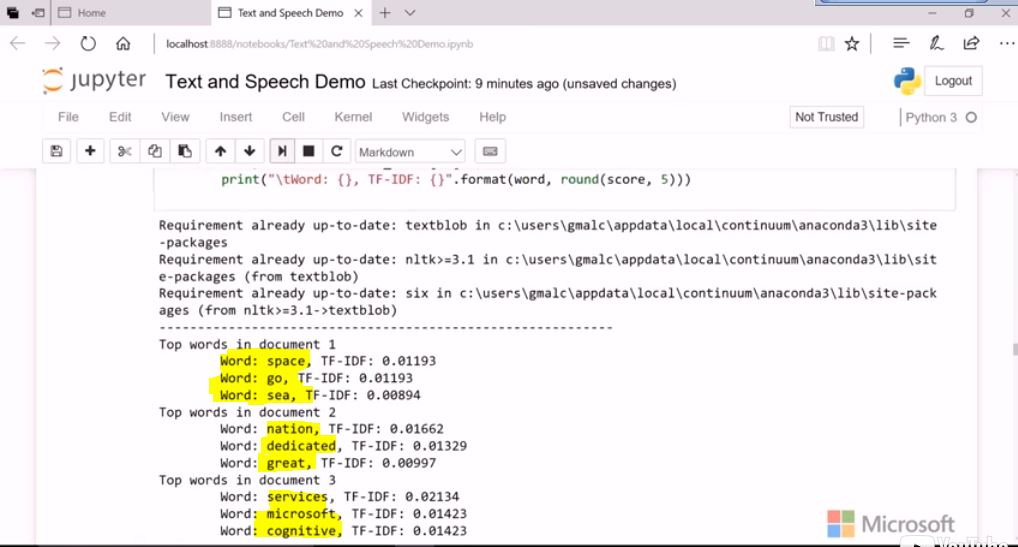 Home
Text and Speech Demo
localhost:8888/notebooks/Text%20and%20Speech%20Demo.ipynb
jupyter Text and Speech Demo Last Checkpoint: 9 minutes ago (unsaved changes)
Logout
File Edit View Insert Cell Kernel Widgets Help
Not Trusted
Python 3
Markdown
print("\tWord: {}, TF-IDF: {}".format(word, round(score, 5)))
Requirement already up-to-date: textblob in c:\users\gmalc\appdata\local\continuum\anaconda3\lib\site
-packages
Requirement already up-to-date: nltk>=3.1 in c:\users\gmalc\appdata\local\continuum\anaconda3\lib\sit
e-packages (from textblob)
Requirement already up-to-date: six in c:\users\gmalc\appdata\local\continuum\anaconda3\lib\site-pack
ages (from nltk>=3.1->textblob)
-----------------------------------------------------------
Top words in document 1
Word: space, TF-IDF: 0.01193
Word: go, TF-IDF: 0.01193
Word: sea, TF-IDF: 0.00894
Top words in document 2
Word: nation, TF-IDF: 0.01662
Word: dedicated, TF-IDF: 0.01329
Word: great, TF-IDF: 0.00997
Top words in document 3
Word: services, TF-IDF: 0.02134
Word: microsoft, TF-IDF: 0.01423
Word: cognitive, TF-IDF: 0.01423
Microsoft
YouTube